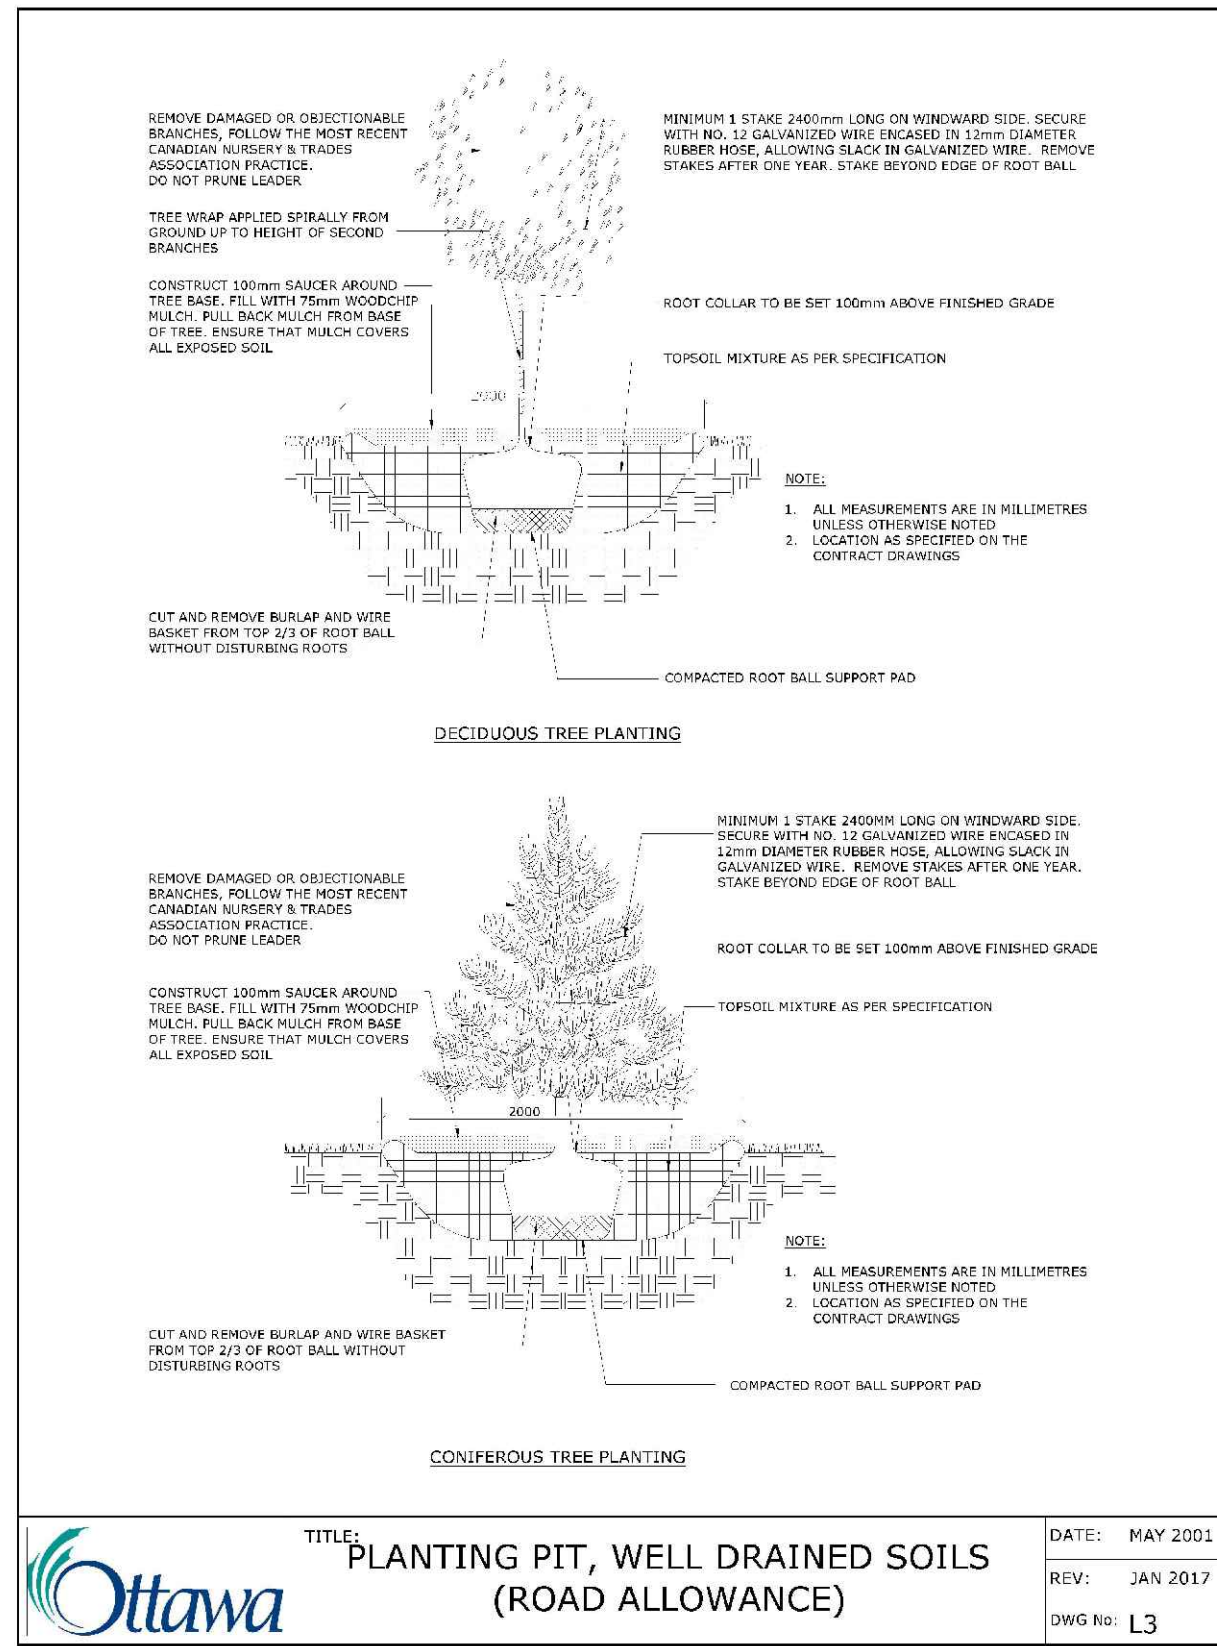 REMOVE DAMAGED OR OBJECTIONABLE
BRANCHES, FOLLOW THE MOST RECENT
CANADIAN NURSERY & TRADES
ASSOCIATION PRACTICE.
DO NOT PRUNE LEADER
MINIMUM 1 STAKE 2400mm LONG ON WINDWARD SIDE. SECURE
WITH NO. 12 GALVANIZED WIRE ENCASED IN 12mm DIAMETER
RUBBER HOSE, ALLOWING SLACK IN GALVANIZED WIRE. REMOVE
STAKES AFTER ONE YEAR. STAKE BEYOND EDGE OF ROOT BALL
TREE WRAP APPLIED SPIRALLY FROM
GROUND UP TO HEIGHT OF SECOND
BRANCHES
CONSTRUCT 100mm SAUCER AROUND
TREE BASE. FILL WITH 75mm WOODCHIP
MULCH. PULL BACK MULCH FROM BASE
OF TREE. ENSURE THAT MULCH COVERS
ALL EXPOSED SOIL
ROOT COLLAR TO BE SET 100mm ABOVE FINISHED GRADE
TOPSOIL MIXTURE AS PER SPECIFICATION
2000
NOTE:
1. ALL MEASUREMENTS ARE IN MILLIMETRES
UNLESS OTHERWISE NOTED
2. LOCATION AS SPECIFIED ON THE
CONTRACT DRAWINGS
CUT AND REMOVE BURLAP AND WIRE
BASKET FROM TOP 2/3 OF ROOT BALL
WITHOUT DISTURBING ROOTS
COMPACTED ROOT BALL SUPPORT PAD
DECIDUOUS TREE PLANTING
MINIMUM 1 STAKE 2400MM LONG ON WINDWARD SIDE.
SECURE WITH NO. 12 GALVANIZED WIRE ENCASED IN
12mm DIAMETER RUBBER HOSE, ALLOWING SLACK IN
GALVANIZED WIRE. REMOVE STAKES AFTER ONE YEAR.
STAKE BEYOND EDGE OF ROOT BALL
REMOVE DAMAGED OR OBJECTIONABLE
BRANCHES, FOLLOW THE MOST RECENT
CANADIAN NURSERY & TRADES
ASSOCIATION PRACTICE.
DO NOT PRUNE LEADER
ROOT COLLAR TO BE SET 100mm ABOVE FINISHED GRADE
CONSTRUCT 100mm SAUCER AROUND
TREE BASE. FILL WITH 75mm WOODCHIP
MULCH. PULL BACK MULCH FROM BASE
OF TREE. ENSURE THAT MULCH COVERS
ALL EXPOSED SOIL
TOPSOIL MIXTURE AS PER SPECIFICATION
2000
NOTE:
1. ALL MEASUREMENTS ARE IN MILLIMETRES
UNLESS OTHERWISE NOTED
2. LOCATION AS SPECIFIED ON THE
CONTRACT DRAWINGS
CUT AND REMOVE BURLAP AND WIRE BASKET
FROM TOP 2/3 OF ROOT BALL WITHOUT
DISTURBING ROOTS
COMPACTED ROOT BALL SUPPORT PAD
CONIFEROUS TREE PLANTING
Ottawa
TITLE:
PLANTING PIT, WELL DRAINED SOILS
(ROAD ALLOWANCE)
DATE: MAY 2001
REV: JAN 2017
DWG No: L3